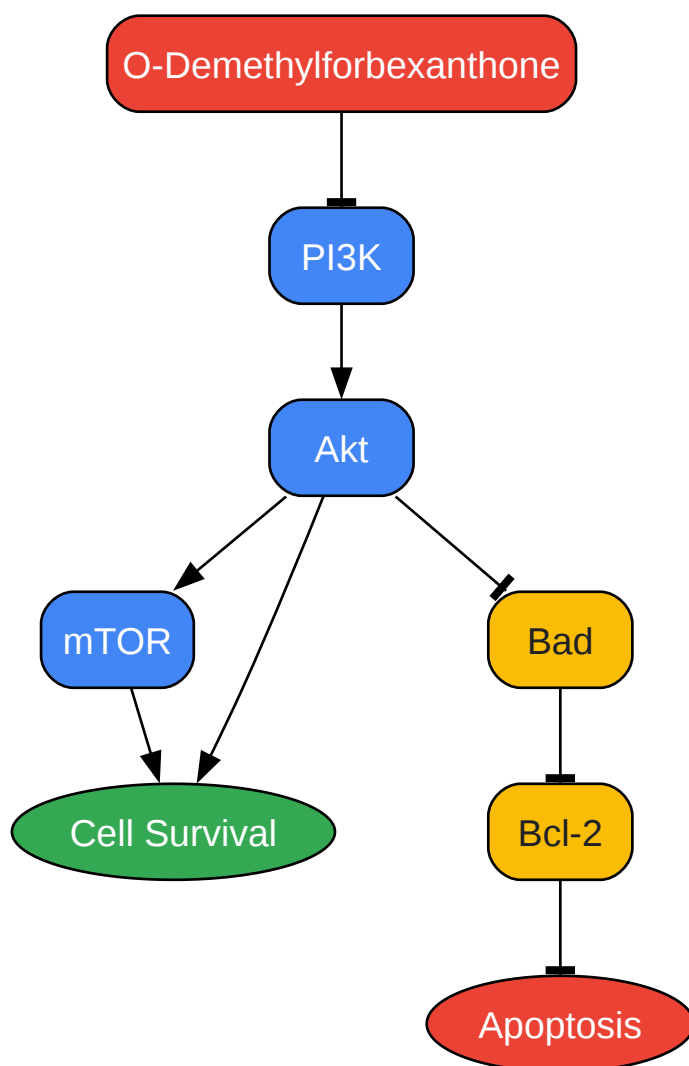 O-Demethylforbexanthone
PI3K
Akt
mTOR
Bad
Cell Survival
Bcl-2
Apoptosis